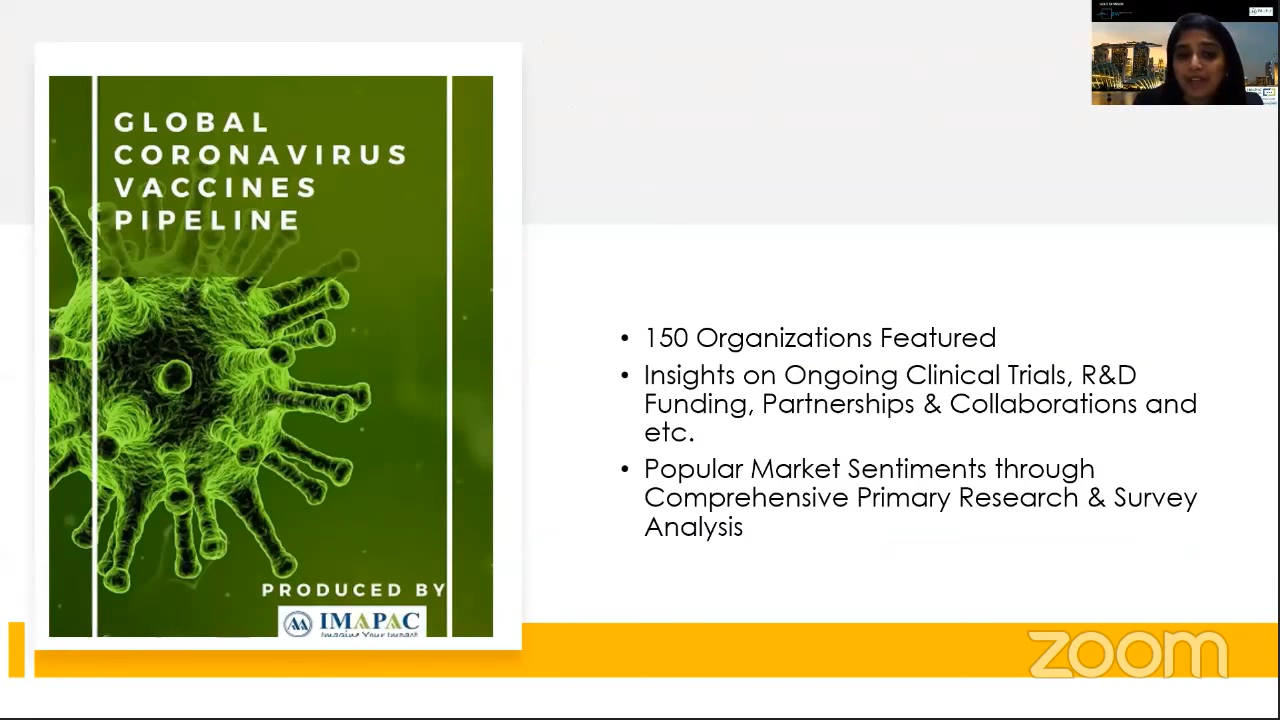 GLOBAL
CORONAVIRUS
VACCINES
PIPELINE
PRODUCED BY
IMAPAC
Imagine Your Impact
• 150 Organizations Featured
• Insights on Ongoing Clinical Trials, R&D
Funding, Partnerships & Collaborations and
etc.
• Popular Market Sentiments through
Comprehensive Primary Research & Survey
Analysis
zoom